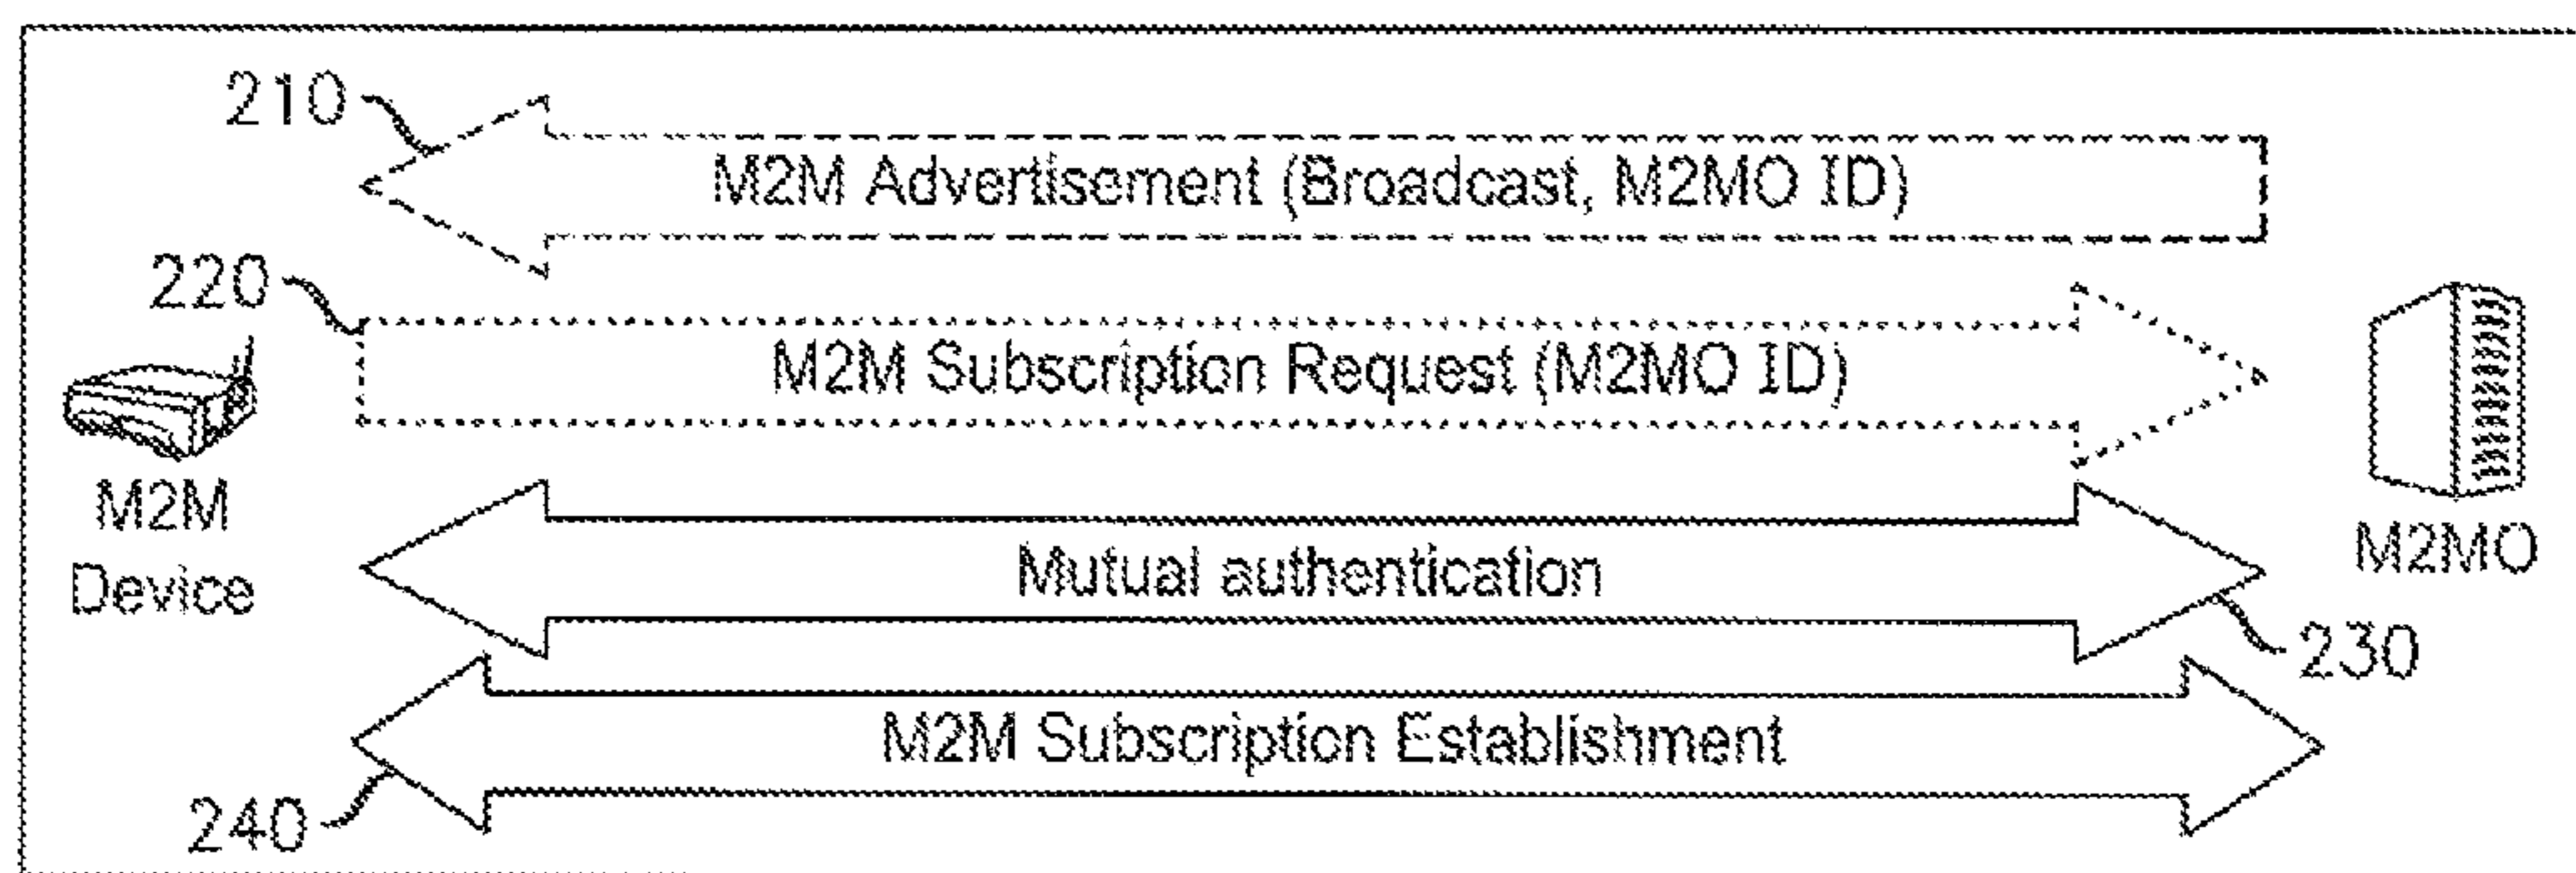 210
M2M Advertisement (Broadcast, M2MO ID)
220
M2M Subscription Request (M2MO ID)
M2M
Device
M2MO
Mutual authentication
230
M2M Subscription Establishment
240